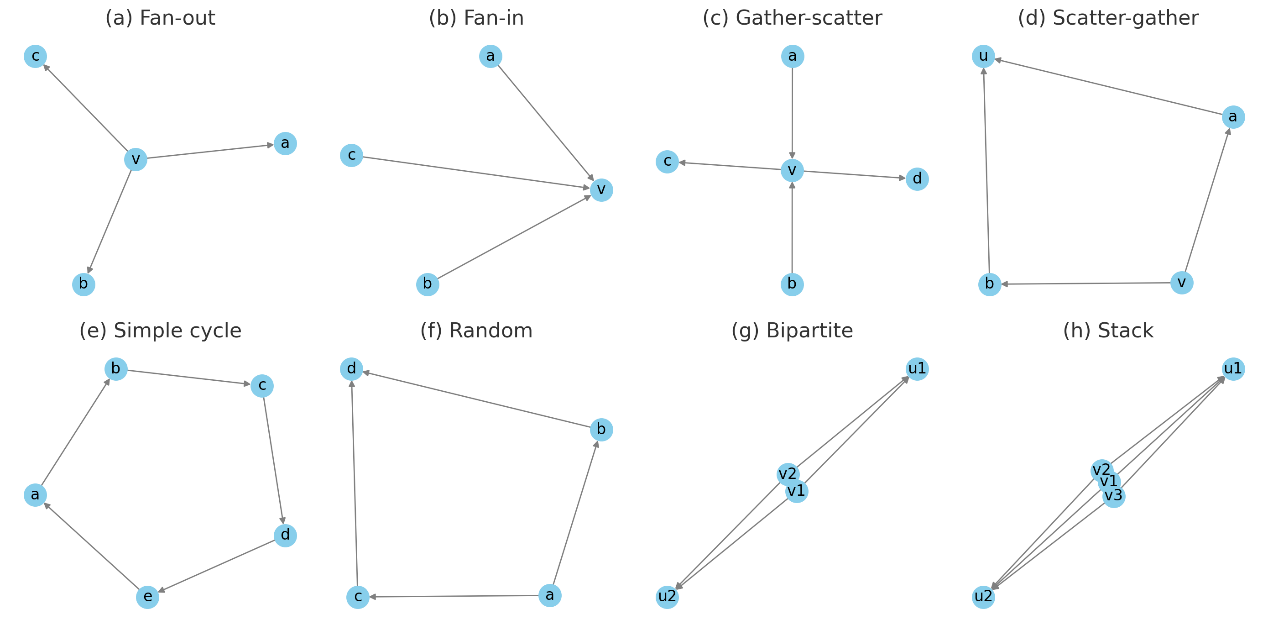 (a) Fan-out
(b) Fan-in
(c) Gather-scatter
(d) Scatter-gather
c
v
a
b
a
c
v
b
a
c
v
d
b
u
a
b
v
(e) Simple cycle
(f) Random
(g) Bipartite
(h) Stack
b
c
a
d
e
d
b
c
a
u1
v2
v1
u2
u1
v2
v1
v3
u2